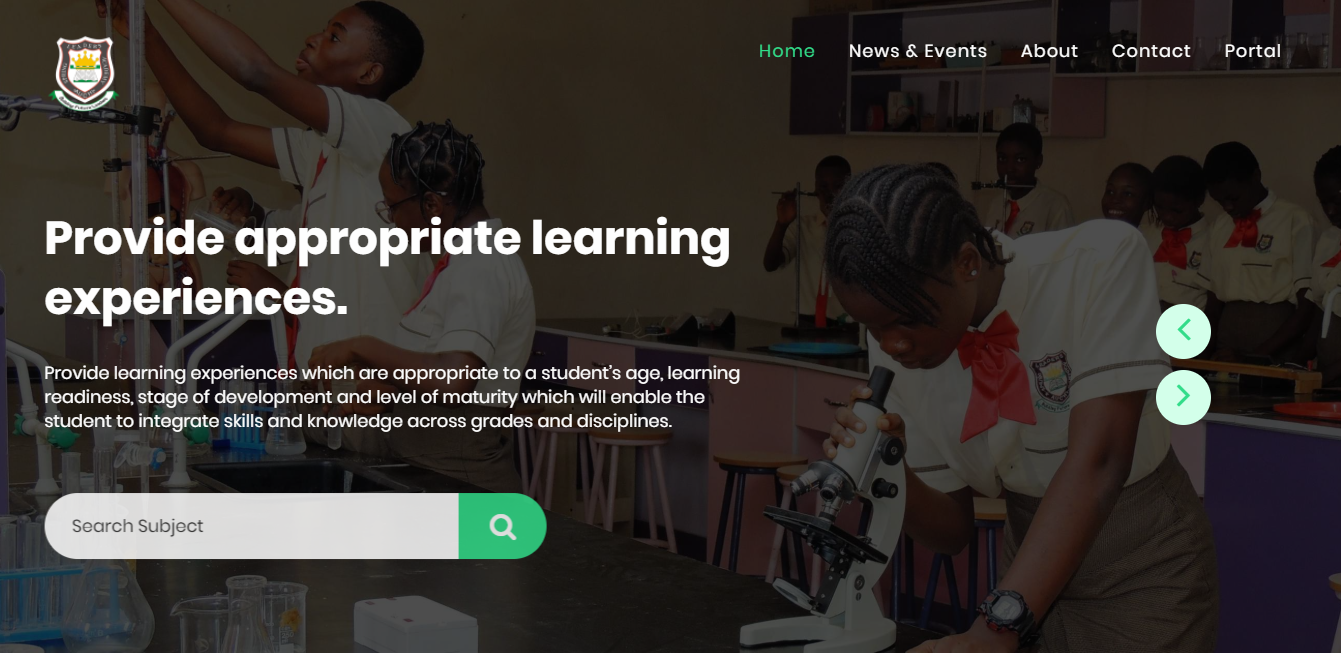 Home News & Events About Contact Portal
Provide appropriate learning
experiences.
Provide learning experiences which are appropriate to a student’s age, learning
readiness, stage of development and level of maturity which will enable the
student to integrate skills and knowledge across grades and disciplines.
Search Subject